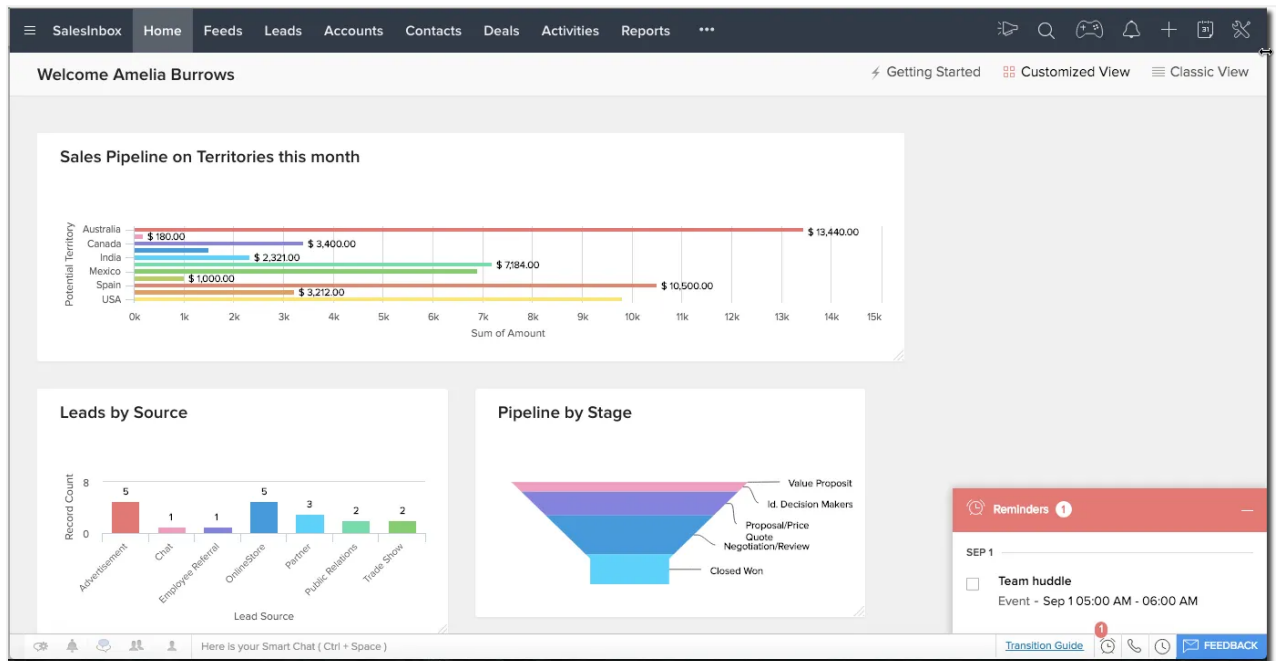 SalesInbox Home Feeds Leads Accounts Contacts Deals Activities Reports •••
31
Welcome Amelia Burrows
Getting Started Customized View Classic View
Sales Pipeline on Territories this month
Potential Territory
Australia $ 13,440.00
$ 180.00
Canada $ 3,400.00
India $ 2,321.00
$ 7,184.00
Mexico
$ 1,000.00
Spain $ 10,500.00
$ 3,212.00
USA
0k 1k 2k 3k 4k 5k 6k 7k 8k 9k 10k 11k 12k 13k 14k 15k
Sum of Amount
Leads by Source
Record Count
8
0
5 1 1 5 3 2 2
Advertisement Chat Employee Referral OnlineStore Partner Public Relations Trade Show
Lead Source
Pipeline by Stage
Value Proposit
Id. Decision Makers
Proposal/Price
Quote
Negotiation/Review
Closed Won
Reminders 1
SEP 1
Team huddle
Event - Sep 1 05:00 AM - 06:00 AM
Here is your Smart Chat ( Ctrl + Space )
Transition Guide
1
FEEDBACK